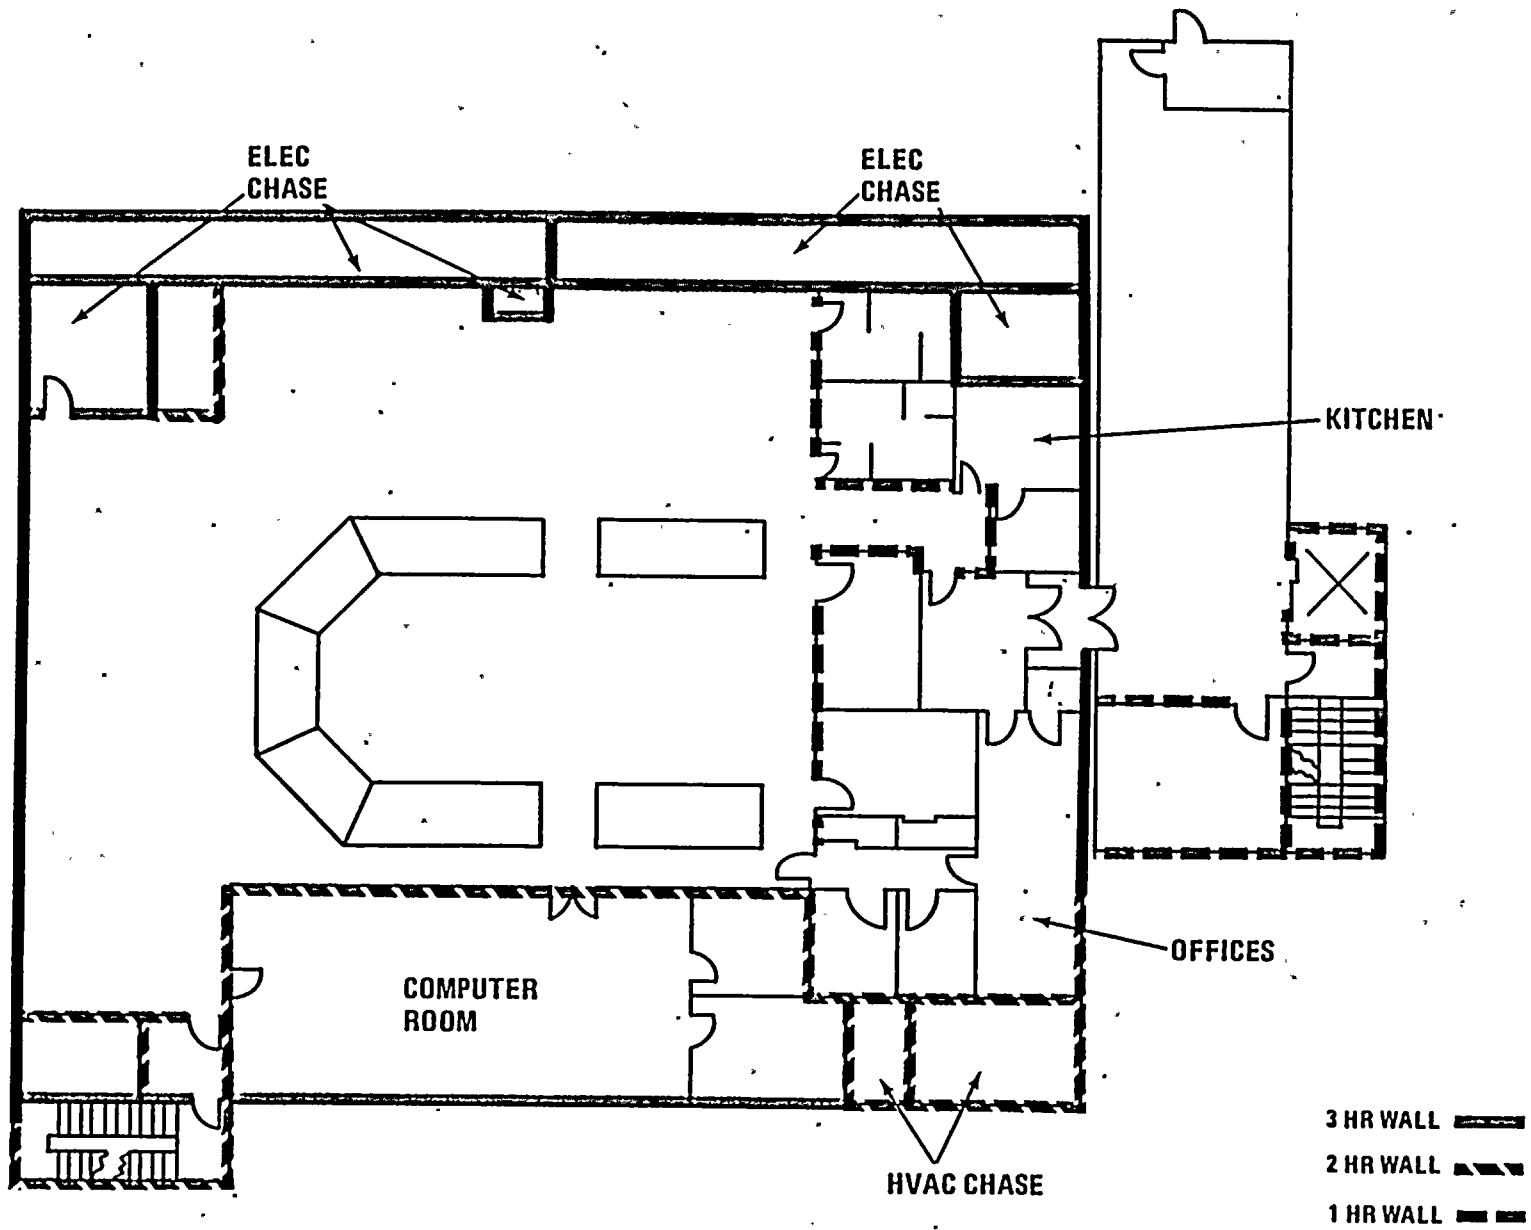 ELEC
CHASE
ELEC
CHASE
KITCHEN
OFFICES
COMPUTER
ROOM
HVAC CHASE
3 HR WALL
2 HR WALL
1 HR WALL